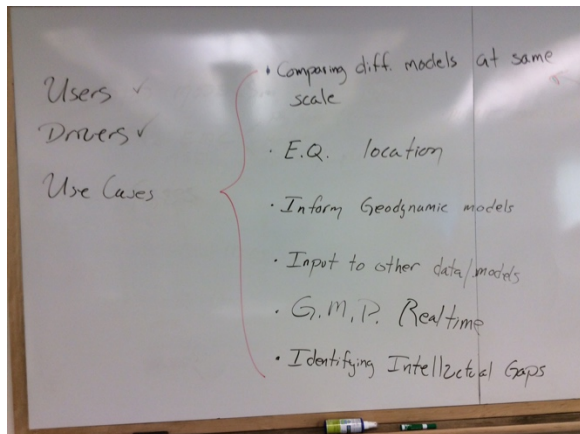 Users ✓
Drivers ✓
Use Cases
• Comparing diff. models at same
scale
• E.Q. location
• Inform Geodynamic models
• Input to other data/models
• G.M.P. Realtime
• Identifying Intellectual Gaps